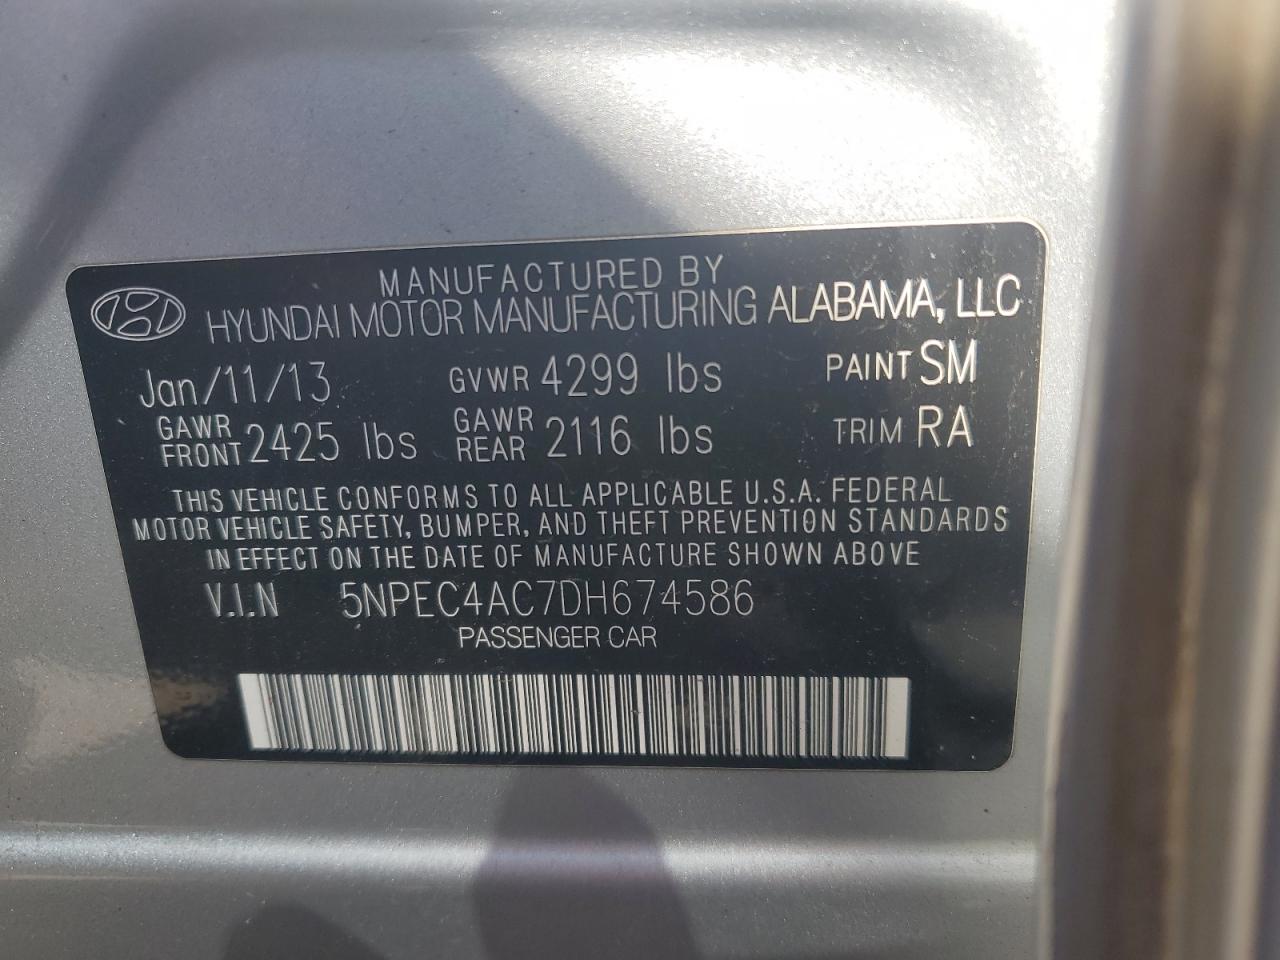 MANUFACTURED BY
HYUNDAI MOTOR MANUFACTURING ALABAMA, LLC
Jan/11/13 GVWR 4299 lbs PAINT SM
GAWR FRONT 2425 lbs GAWR REAR 2116 lbs TRIM RA
THIS VEHICLE CONFORMS TO ALL APPLICABLE U.S.A. FEDERAL
MOTOR VEHICLE SAFETY, BUMPER, AND THEFT PREVENTION STANDARDS
IN EFFECT ON THE DATE OF MANUFACTURE SHOWN ABOVE
V.I.N 5NPEC4AC7DH674586
PASSENGER CAR